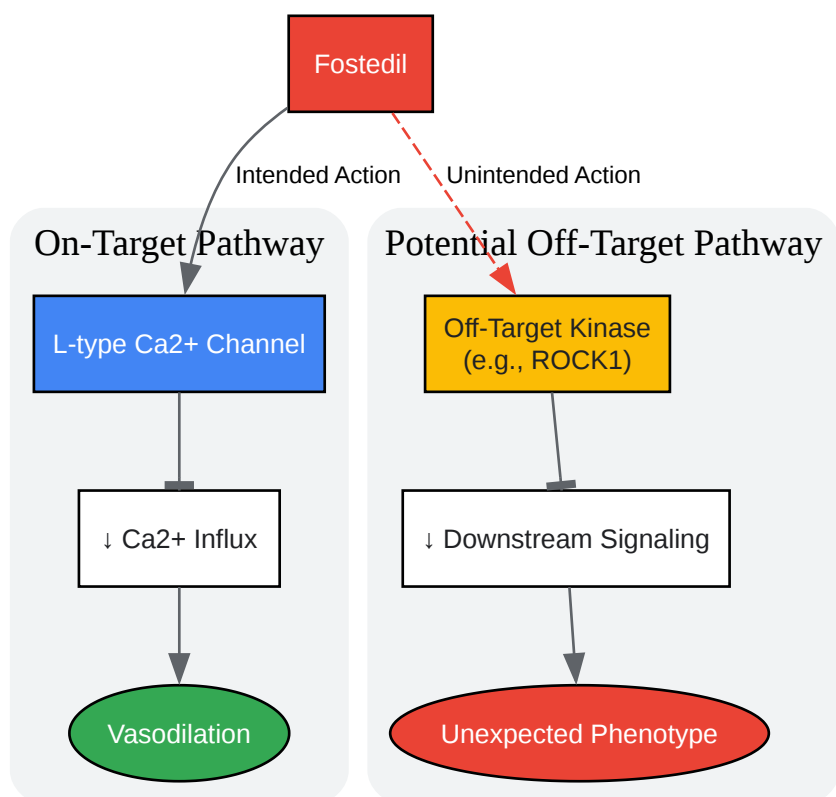 Fostedil
Intended Action
Unintended Action
On-Target Pathway
Potential Off-Target Pathway
L-type Ca2+ Channel
Off-Target Kinase
(e.g., ROCK1)
↓ Ca2+ Influx
↓ Downstream Signaling
Vasodilation
Unexpected Phenotype